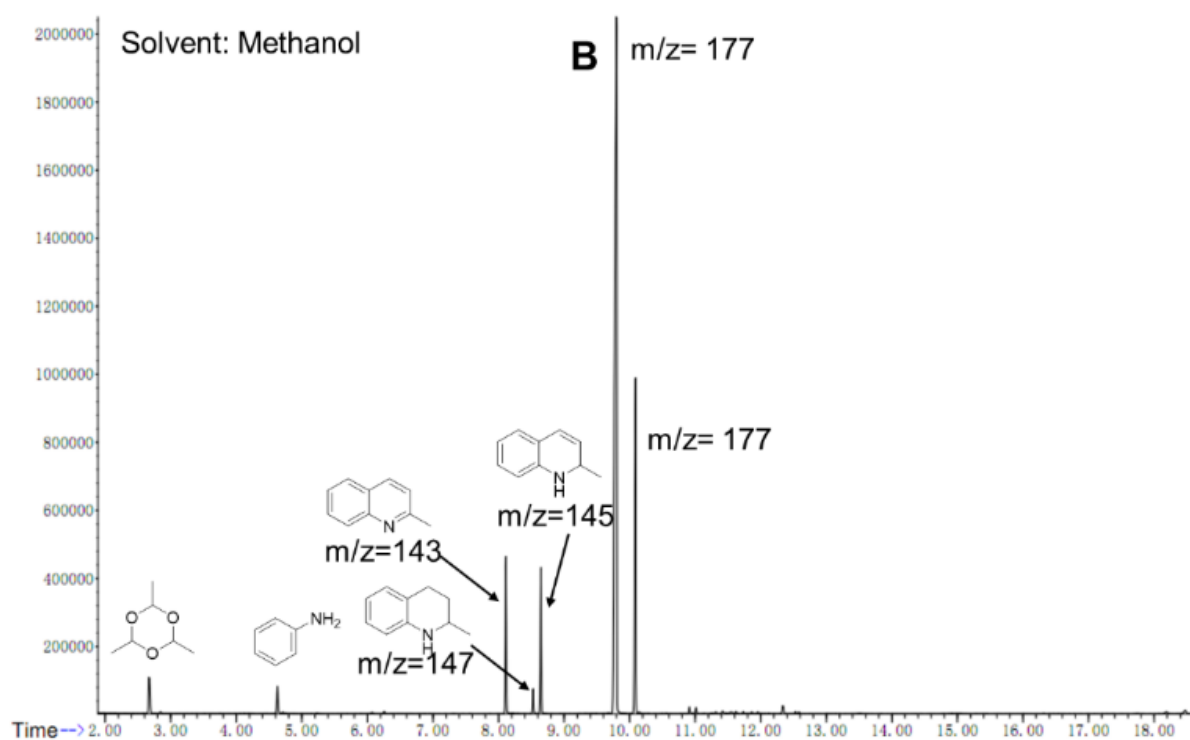 Solvent: Methanol
B
m/z= 177
m/z= 177
m/z=145
m/z=143
m/z=147
NH2
O
O
O
N
N
H
N
H
2000000
1800000
1600000
1400000
1200000
1000000
800000
600000
400000
200000
Time-->
2.00 3.00 4.00 5.00 6.00 7.00 8.00 9.00 10.00 11.00 12.00 13.00 14.00 15.00 16.00 17.00 18.00